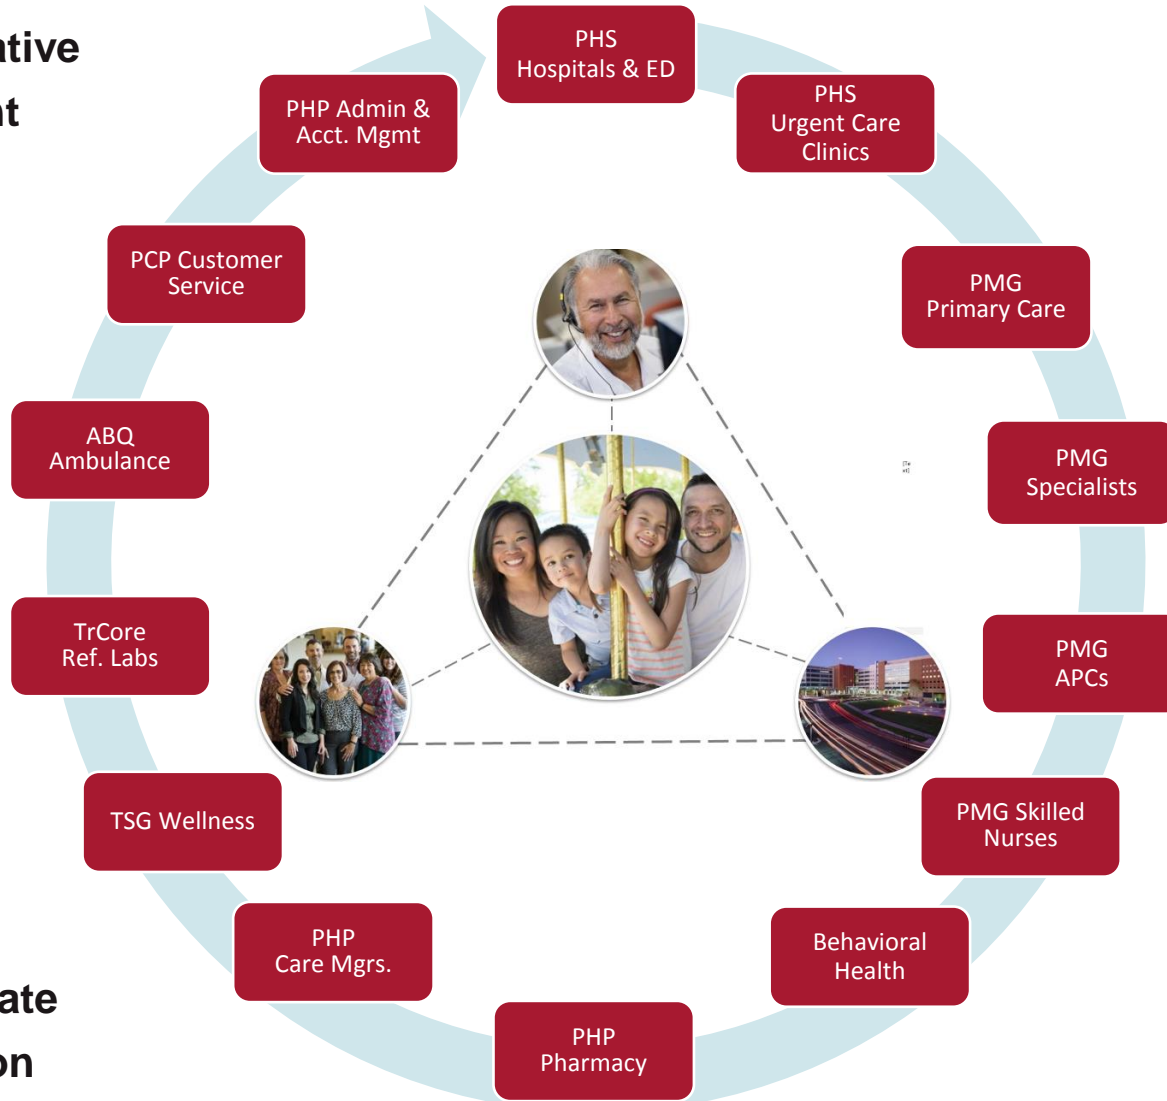 ative
nt
PHS
Hospitals & ED
PHS
Urgent Care
Clinics
PMG
Primary Care
PMG
Specialists
PMG
APCs
PMG Skilled
Nurses
Behavioral
Health
PHP
Pharmacy
PHP
Care Mgrs.
TSG Wellness
TrCore
Ref. Labs
ABQ
Ambulance
PCP Customer
Service
PHP Admin &
Acct. Mgmt
[Te
xt]
ate
on